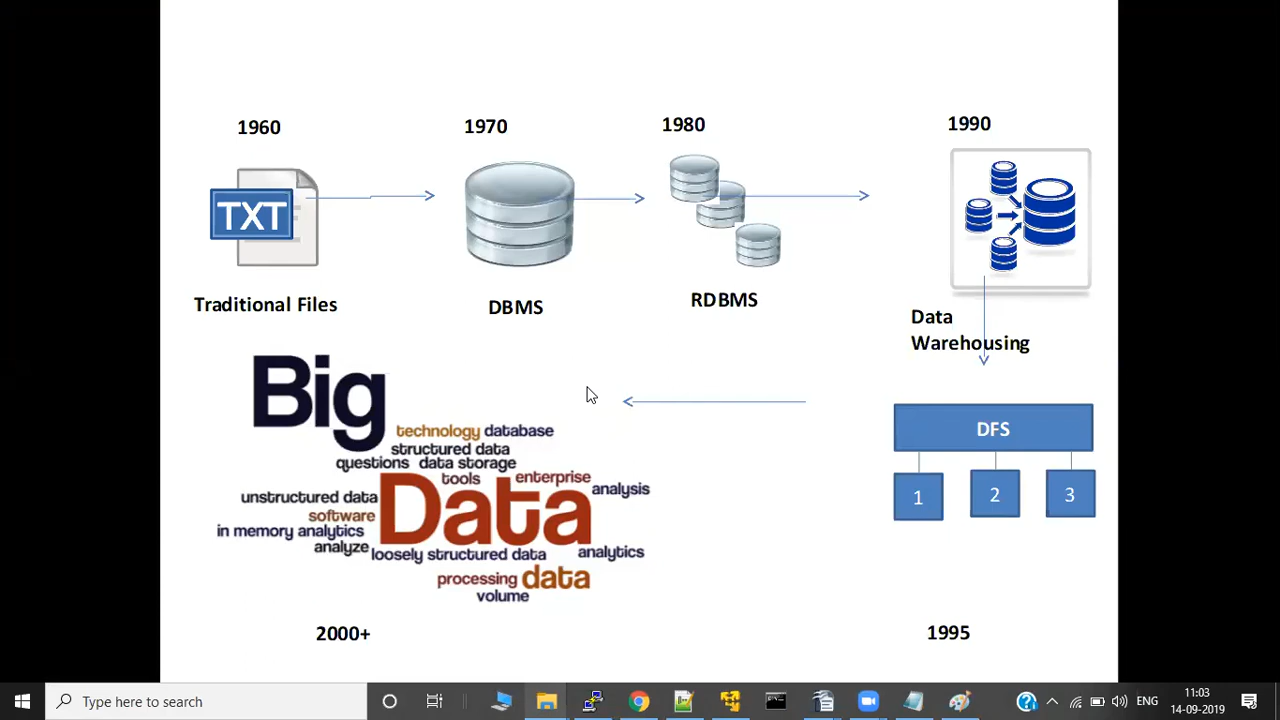 1960
1970
1980
1990
TXT
Traditional Files
DBMS
RDBMS
Data
Warehousing
Big
technology database
structured data
questions data storage
tools enterprise
analysis
unstructured data
Data
software
in memory analytics
analyze
loosely structured data
analytics
processing data
volume
DFS
1
2
3
2000+
1995
Type here to search
ENG
11:03
14-09-2019